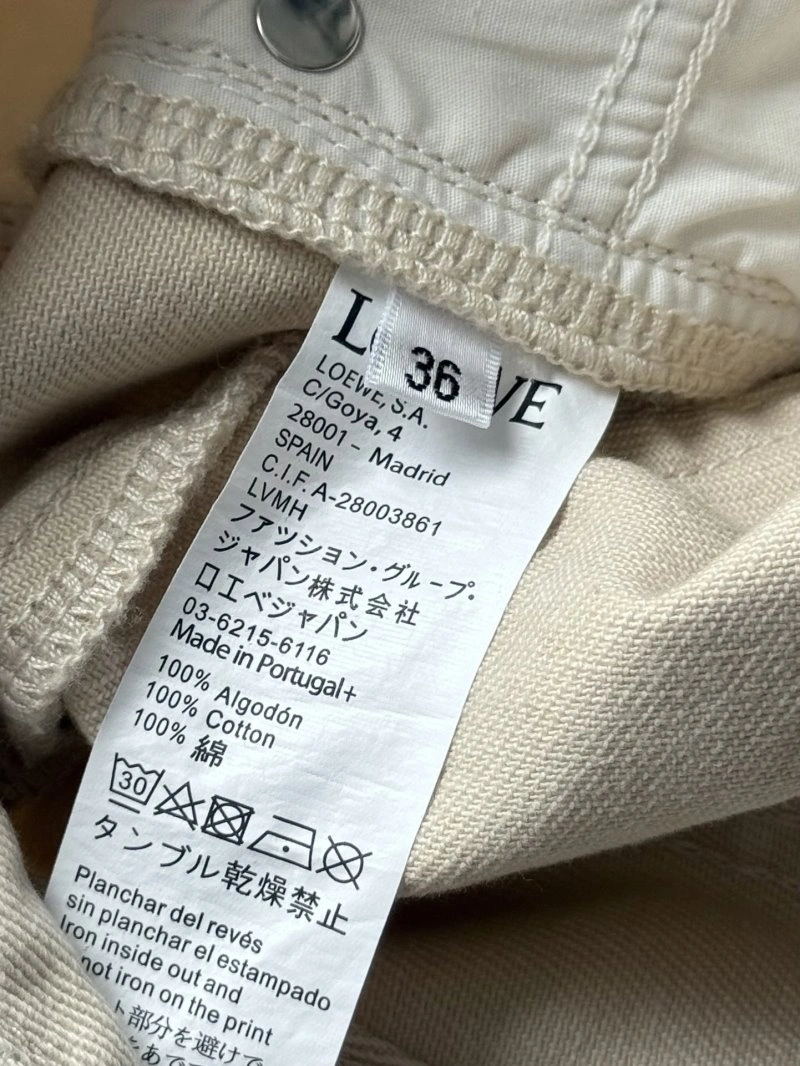 36
LOEWE, S.A.
C/Goya, 4
28001 - Madrid
SPAIN
C.I.F. A-28003861
LVMH
ファッション・グループ・
ジャパン株式会社
ロエベジャパン
03-6215-6116
Made in Portugal+
100% Algodón
100% Cotton
100% 綿
30
タンブル乾燥禁止
Planchar del revés
sin planchar el estampado
Iron inside out and
not iron on the print
ト部分を避けて